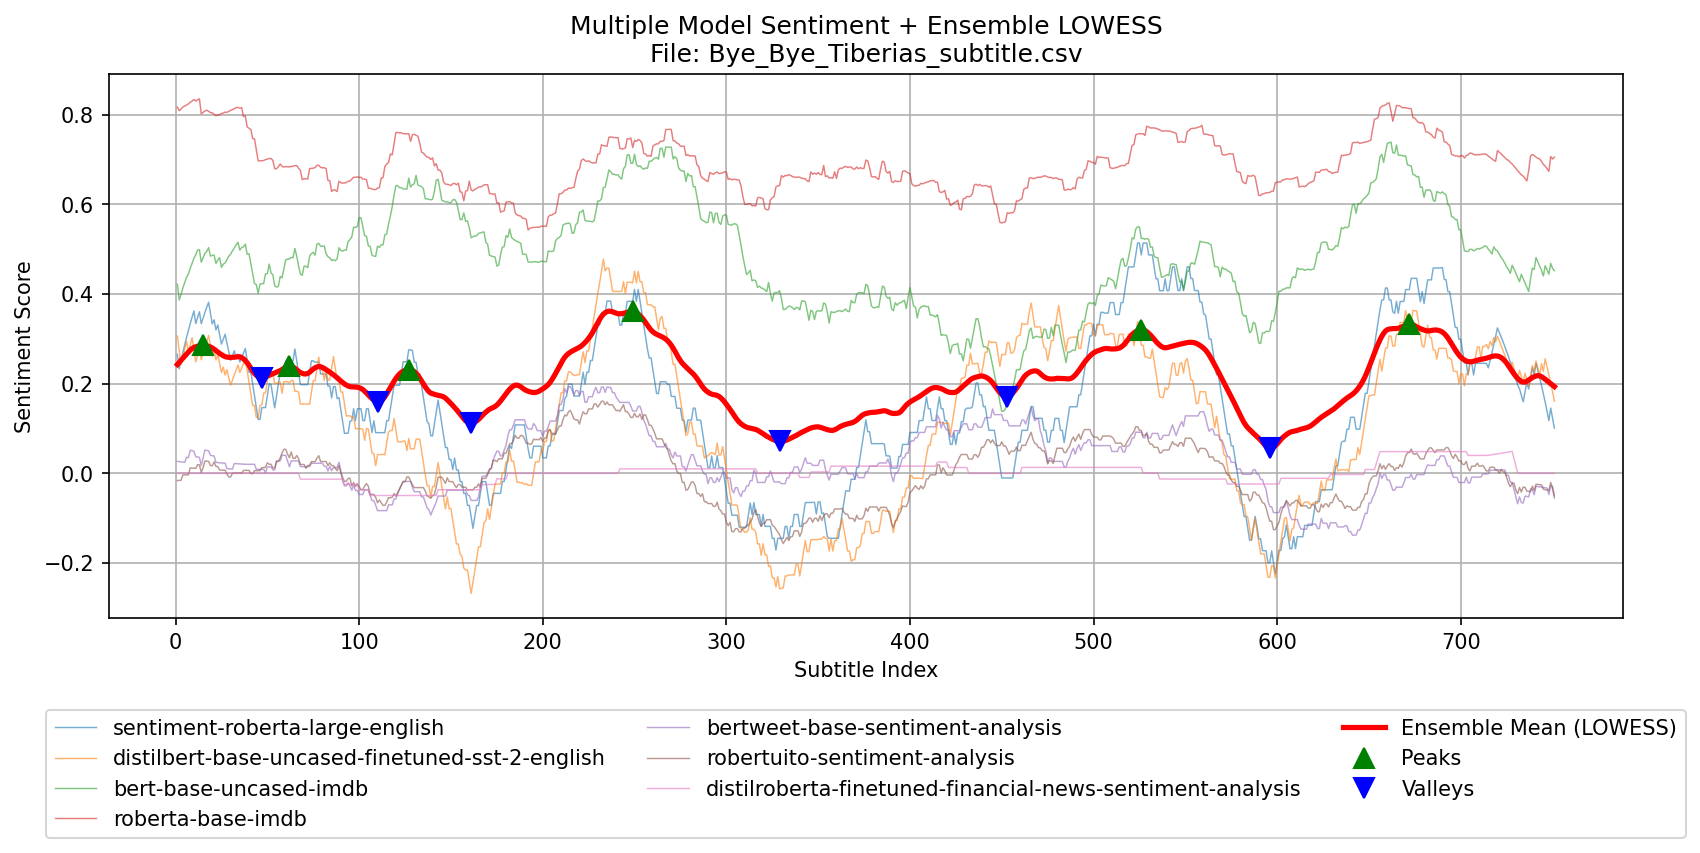 Multiple Model Sentiment + Ensemble LOWESS
File: Bye_Bye_Tiberias_subtitle.csv
Sentiment Score
0.8
0.6
0.4
0.2
0.0
−0.2
0 100 200 300 400 500 600 700
Subtitle Index
sentiment-roberta-large-english
distilbert-base-uncased-finetuned-sst-2-english
bert-base-uncased-imdb
roberta-base-imdb
bertweet-base-sentiment-analysis
robertuito-sentiment-analysis
distilroberta-finetuned-financial-news-sentiment-analysis
Ensemble Mean (LOWESS)
Peaks
Valleys